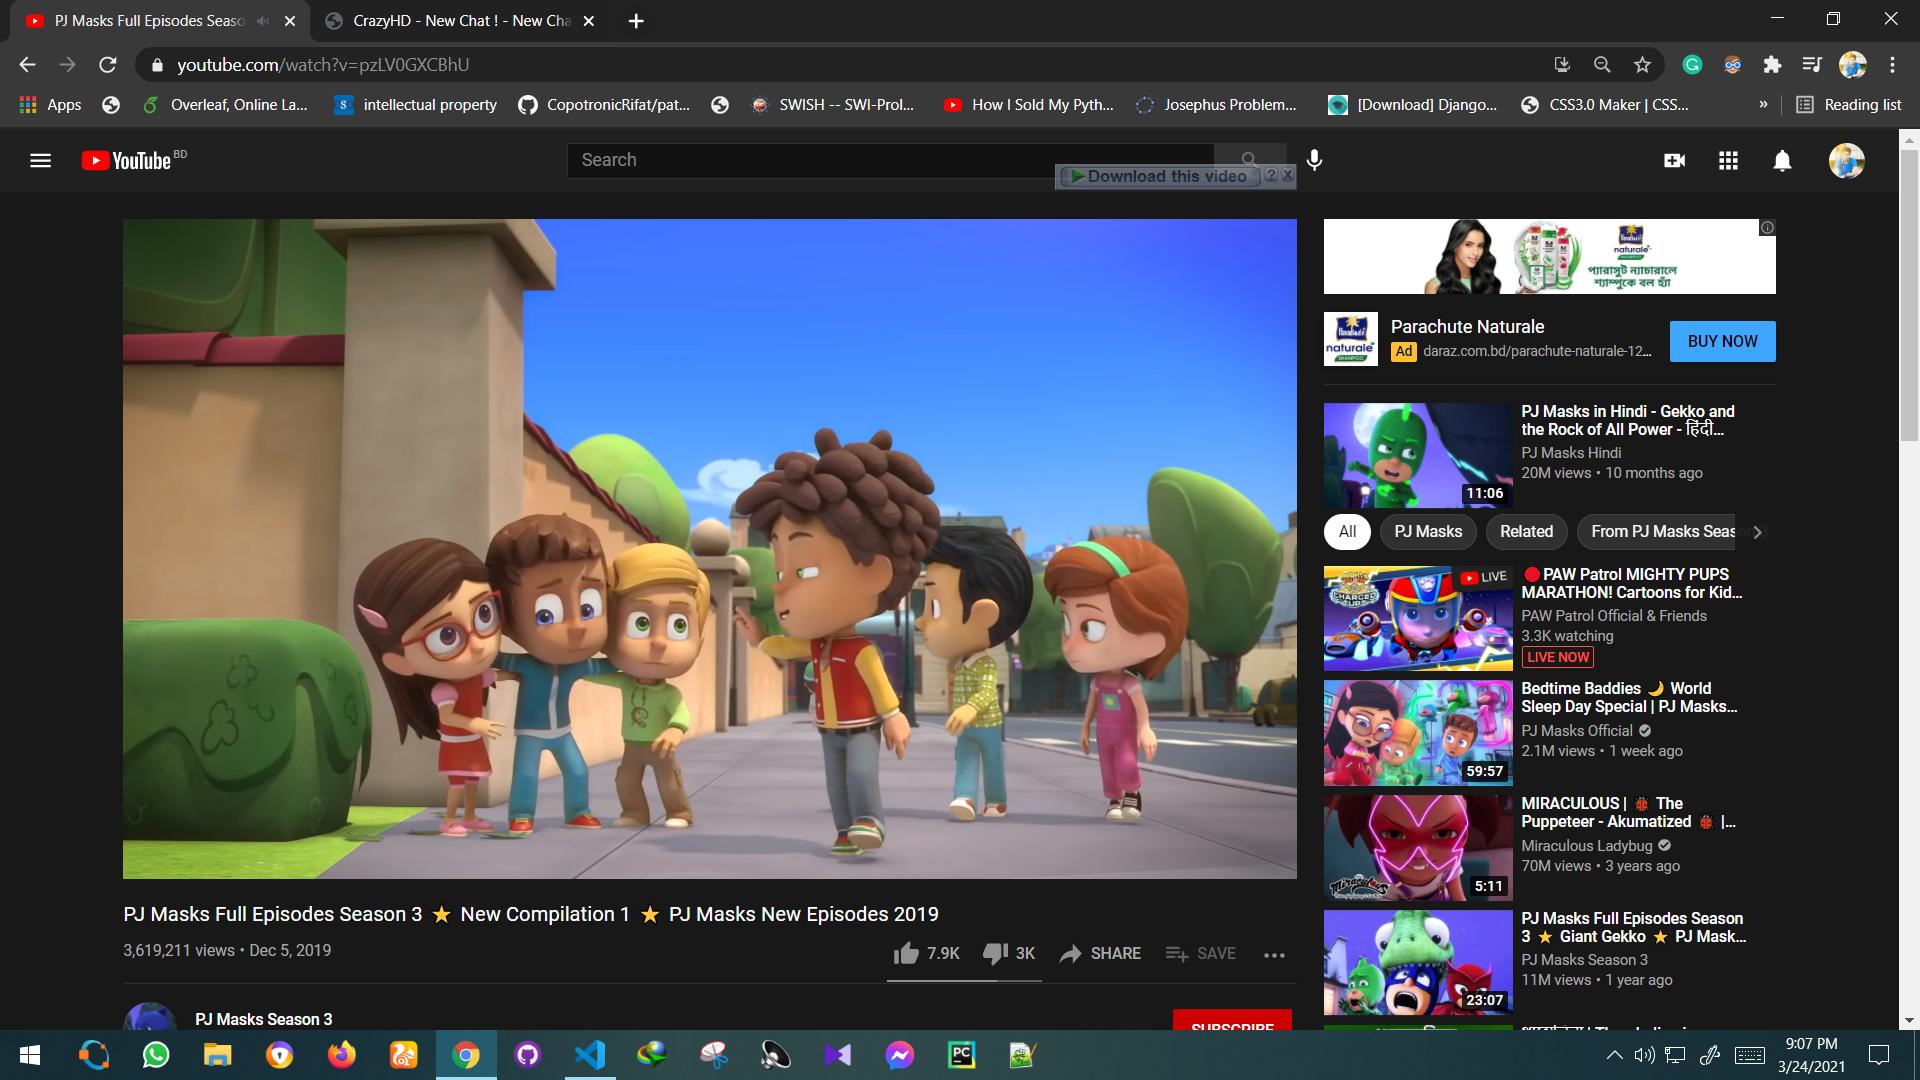 PJ Masks Full Episodes Seaso
CrazyHD - New Chat ! - New Cha
youtube.com/watch?v=pzLV0GXCBhU
Apps
Overleaf, Online La...
intellectual property
CopotronicRifat/pat...
SWISH -- SWI-Prol...
How I Sold My Pyth...
Josephus Problem...
[Download] Django...
CSS3.0 Maker | CSS...
»
Reading list
YouTube BD
Search
Download this video
প্যারাসুট ন্যাচারালে
শ্যাম্পুকে বল হ্যাঁ
naturale
Parachute Naturale
Ad daras.com.bd/parachute-naturale-12...
BUY NOW
PJ Masks in Hindi - Gekko and
the Rock of All Power - हिंदी...
PJ Masks Hindi
20M views • 10 months ago
11:06
All
PJ Masks
Related
From PJ Masks Seas
LIVE
PAW Patrol MIGHTY PUPS
MARATHON! Cartoons for Kid...
PAW Patrol Official & Friends
3.3K watching
LIVE NOW
Bedtime Baddies 🌙 World
Sleep Day Special | PJ Masks...
PJ Masks Official
2.1M views • 1 week ago
59:57
MIRACULOUS | 🐞 The
Puppeteer - Akumatized 🐞 |...
Miraculous Ladybug
70M views • 3 years ago
5:11
PJ Masks Full Episodes Season
3 ⭐ Giant Gekko ⭐ PJ Mask...
PJ Masks Season 3
11M views • 1 year ago
23:07
PJ Masks Full Episodes Season 3 ⭐ New Compilation 1 ⭐ PJ Masks New Episodes 2019
3,619,211 views • Dec 5, 2019
7.9K
3K
SHARE
SAVE
PJ Masks Season 3
SUBSCRIBE
9:07 PM
3/24/2021